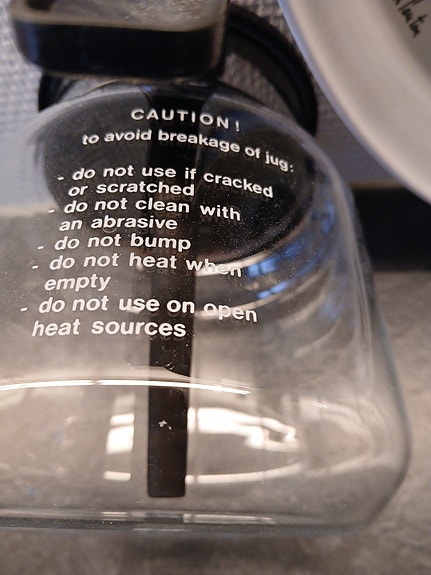 CAUTION!
to avoid breakage of jug:
- do not use if cracked
or scratched
- do not clean with
an abrasive
- do not bump
- do not heat when
empty
- do not use on open
heat sources